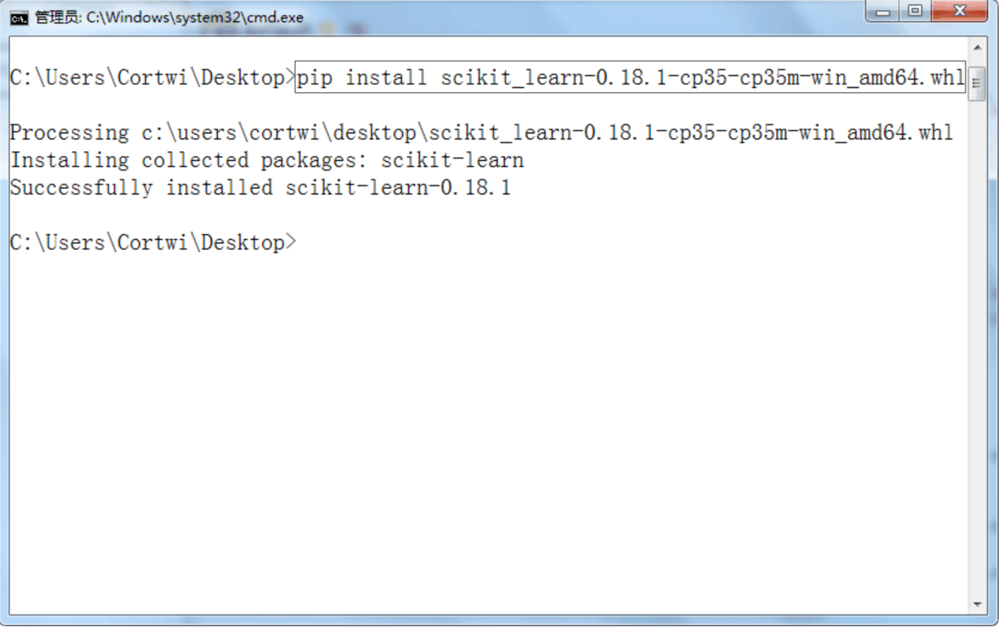 管理员: C:\Windows\system32\cmd.exe
C:\Users\Cortwi\Desktop>pip install scikit_learn-0.18.1-cp35-cp35m-win_amd64.whl
Processing c:\users\cortwi\desktop\scikit_learn-0.18.1-cp35-cp35m-win_amd64.whl
Installing collected packages: scikit-learn
Successfully installed scikit-learn-0.18.1
C:\Users\Cortwi\Desktop>